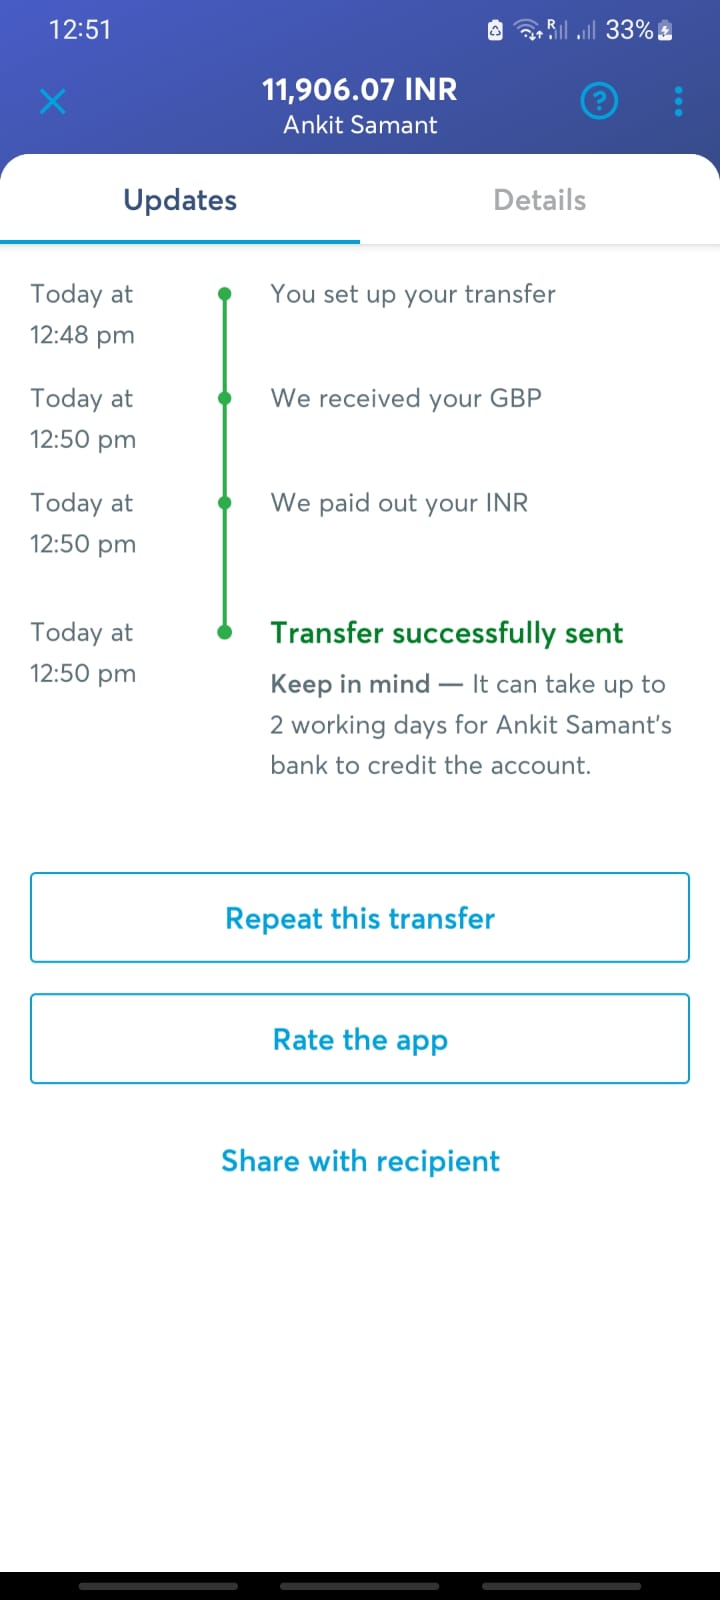 12:51
R 33%
11,906.07 INR
?
Ankit Samant
Updates
Details
Today at
12:48 pm
You set up your transfer
Today at
12:50 pm
We received your GBP
Today at
12:50 pm
We paid out your INR
Today at
12:50 pm
Transfer successfully sent
Keep in mind — It can take up to
2 working days for Ankit Samant's
bank to credit the account.
Repeat this transfer
Rate the app
Share with recipient